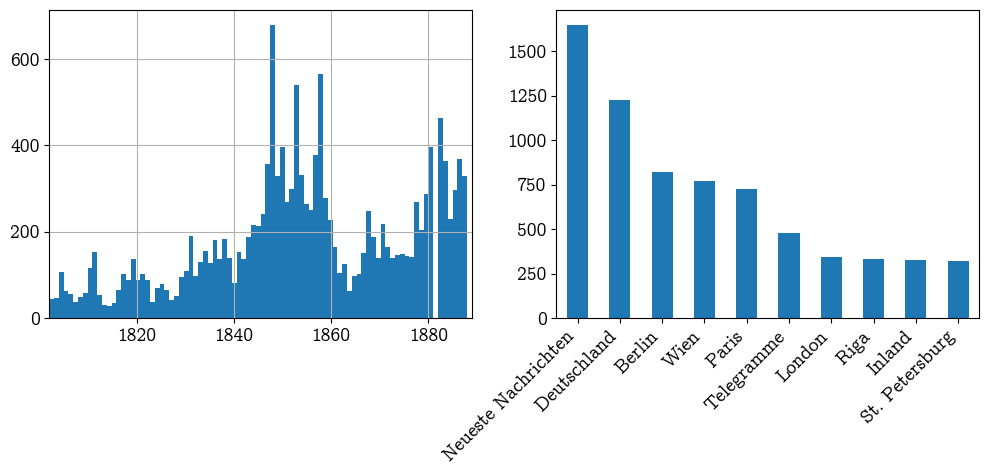 600
400
200
0
1820 1840 1860 1880
1500
1250
1000
750
500
250
0
Neueste Nachrichten
Deutschland
Berlin
Wien
Paris
Telegramme
London
Riga
Inland
St. Petersburg